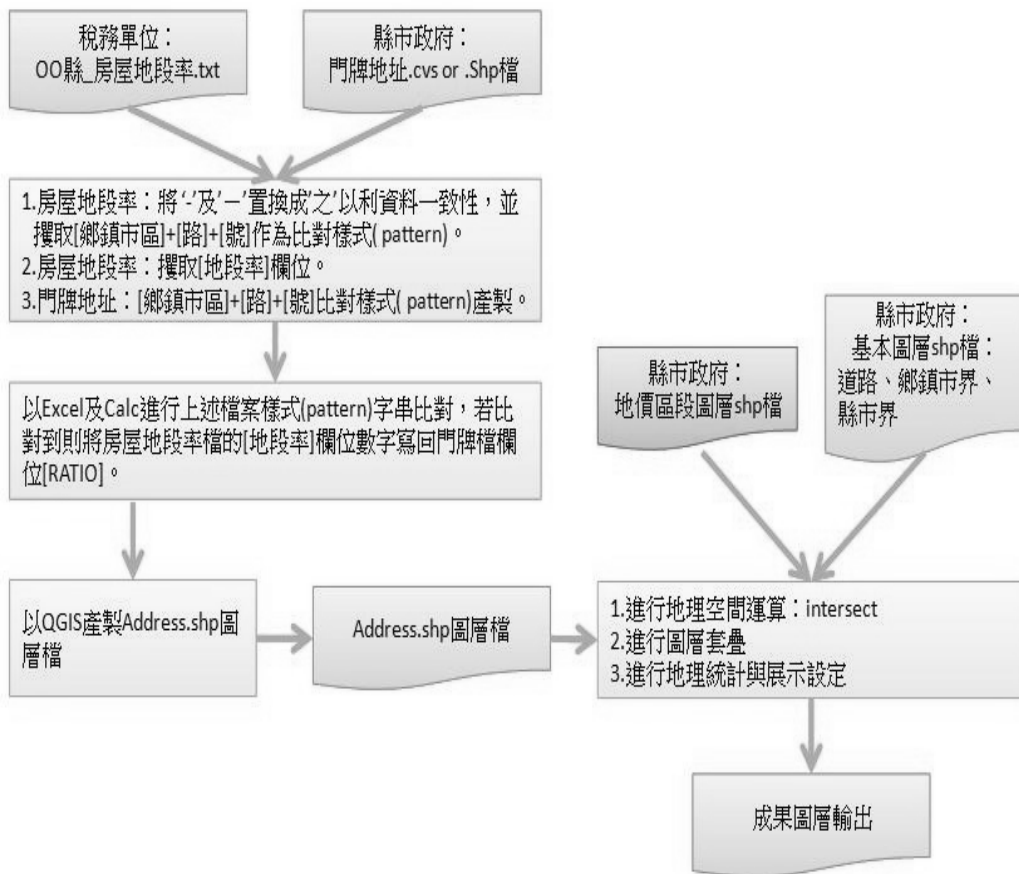 稅務單位：
OO縣_房屋地段率.txt
縣市政府：
門牌地址.cvs or .Shp檔
1.房屋地段率：將‘-’及’－’置換成’之’以利資料一致性，並
攫取[鄉鎮市區]+[路]+[號]作為比對樣式( pattern)。
2.房屋地段率：攫取[地段率]欄位。
3.門牌地址：[鄉鎮市區]+[路]+[號]比對樣式( pattern)產製。
以Excel及Calc進行上述檔案樣式(pattern)字串比對，若比
對到則將房屋地段率檔的[地段率]欄位數字寫回門牌檔欄
位[RATIO]。
縣市政府：
地價區段圖層shp檔
縣市政府：
基本圖層shp檔：
道路、鄉鎮市界、
縣市界
以QGIS產製Address.shp圖
層檔
Address.shp圖層檔
1.進行地理空間運算：intersect
2.進行圖層套疊
3.進行地理統計與展示設定
成果圖層輸出